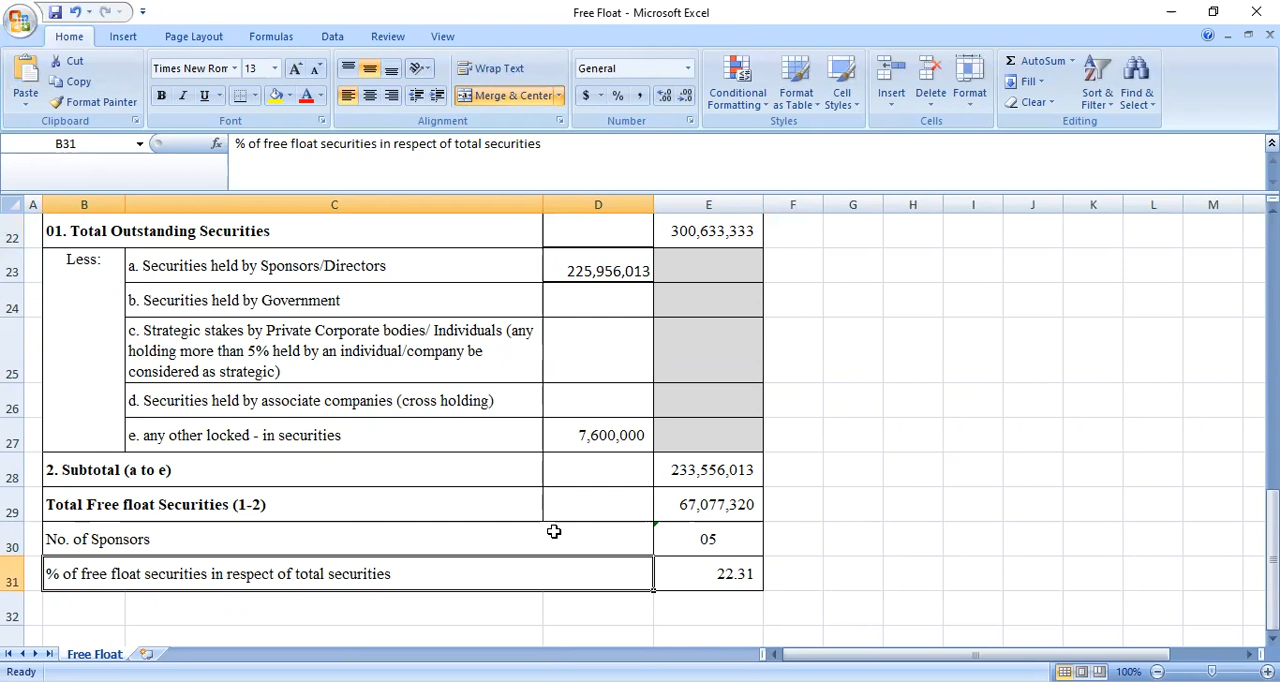 Free Float - Microsoft Excel
Home Insert Page Layout Formulas Data Review View
Paste Cut Copy Format Painter Clipboard
Times New Rom 13 A A B I U A Font
Wrap Text Merge & Center Alignment
General $ % , Number
Conditional Formatting Format as Table Cell Styles Styles
Insert Delete Format Cells
Σ AutoSum Fill Clear Sort & Filter Find & Select Editing
B31 fx % of free float securities in respect of total securities
A B C D E F G H I J K L M
22 01. Total Outstanding Securities 300,633,333
23 Less: a. Securities held by Sponsors/Directors 225,956,013
24 b. Securities held by Government
c. Strategic stakes by Private Corporate bodies/ Individuals (any
holding more than 5% held by an individual/company be
25 considered as strategic)
26 d. Securities held by associate companies (cross holding)
27 e. any other locked - in securities 7,600,000
28 2. Subtotal (a to e) 233,556,013
29 Total Free float Securities (1-2) 67,077,320
30 No. of Sponsors 05
31 % of free float securities in respect of total securities 22.31
32
Free Float
Ready 100%